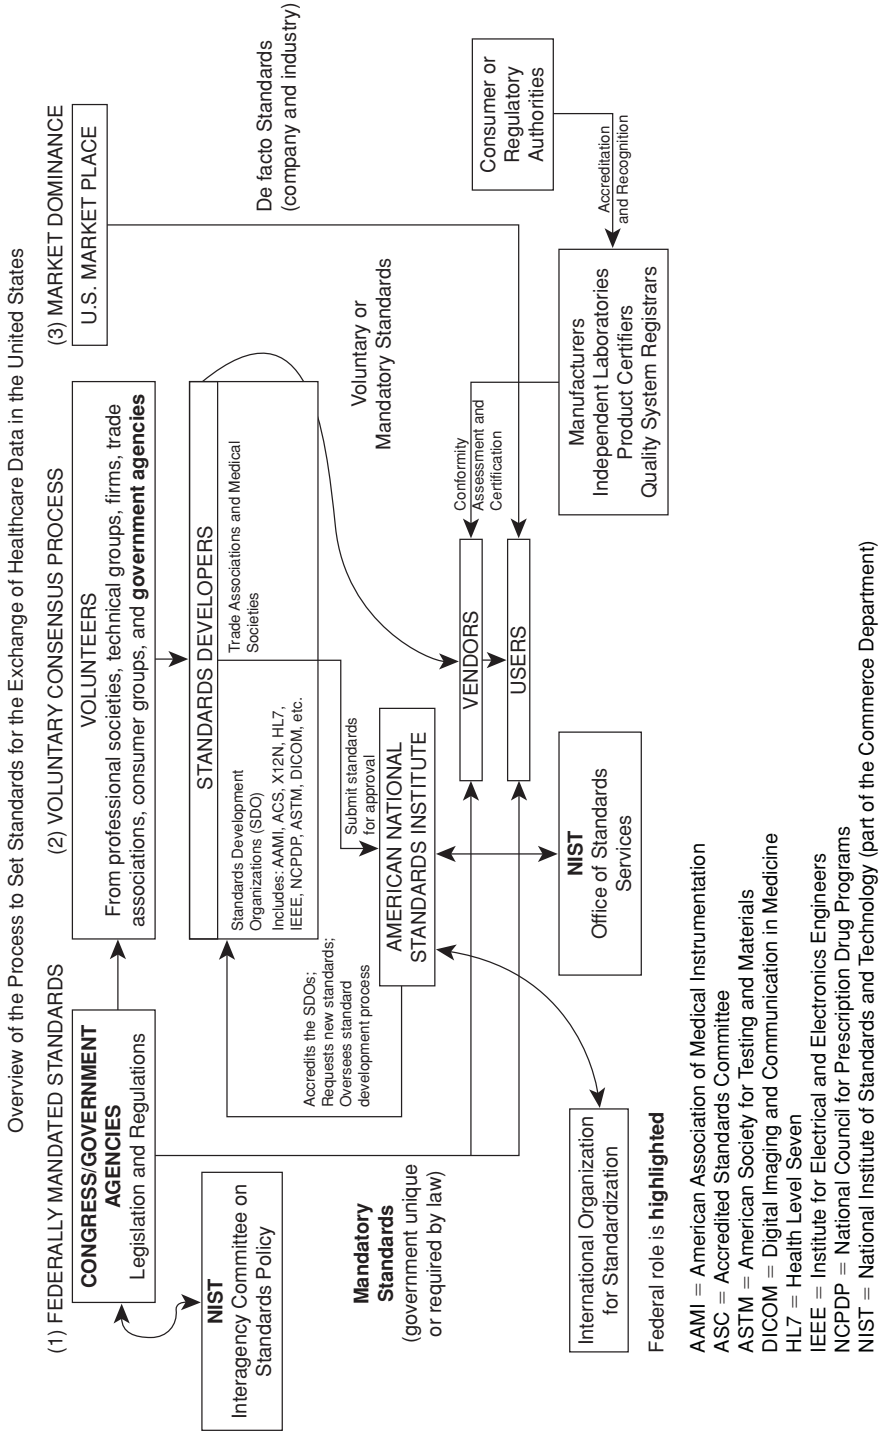 Overview of the Process to Set Standards for the Exchange of Healthcare Data in the United States
(1) FEDERALLY MANDATED STANDARDS
CONGRESS/GOVERNMENT
AGENCIES
Legislation and Regulations
NIST
Interagency Committee on
Standards Policy
Mandatory
Standards
(government unique
or required by law)
(2) VOLUNTARY CONSENSUS PROCESS
VOLUNTEERS
From professional societies, technical groups, firms, trade
associations, consumer groups, and government agencies
STANDARDS DEVELOPERS
Standards Development
Organizations (SDO)
Includes: AAMI, ACS, X12N, HL7,
IEEE, NCPDP, ASTM, DICOM, etc.
Trade Associations and Medical
Societies
Accredits the SDOs;
Requests new standards;
Oversees standard
development process
Submit standards
for approval
AMERICAN NATIONAL
STANDARDS INSTITUTE
International Organization
for Standardization
NIST
Office of Standards
Services
VENDORS
USERS
Voluntary or
Mandatory Standards
(3) MARKET DOMINANCE
U.S. MARKET PLACE
De facto Standards
(company and industry)
Conformity
Assessment and
Certification
Consumer or
Regulatory
Authorities
Accreditation
and Recognition
Manufacturers
Independent Laboratories
Product Certifiers
Quality System Registrars
Federal role is highlighted
AAMI = American Association of Medical Instrumentation
ASC = Accredited Standards Committee
ASTM = American Society for Testing and Materials
DICOM = Digital Imaging and Communication in Medicine
HL7 = Health Level Seven
IEEE = Institute for Electrical and Electronics Engineers
NCPDP = National Council for Prescription Drug Programs
NIST = National Institute of Standards and Technology (part of the Commerce Department)